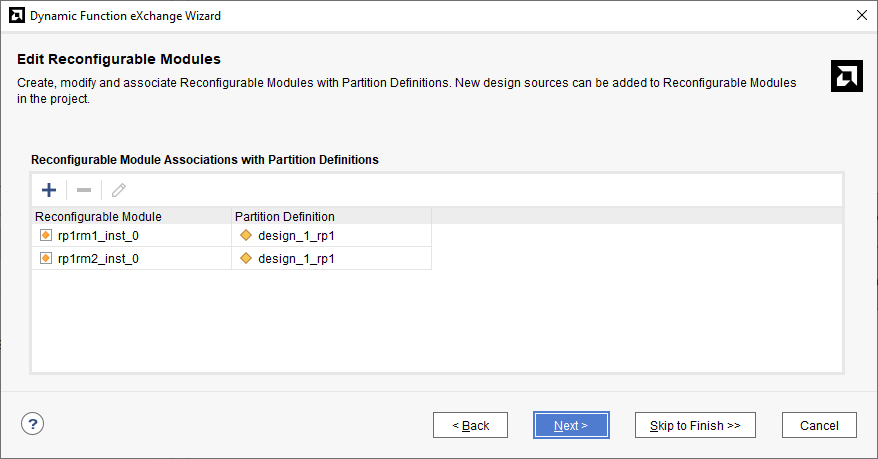 Dynamic Function eXchange Wizard
Edit Reconfigurable Modules
Create, modify and associate Reconfigurable Modules with Partition Definitions. New design sources can be added to Reconfigurable Modules
in the project.
Reconfigurable Module Associations with Partition Definitions
Reconfigurable Module Partition Definition
rp1rm1_inst_0 design_1_rp1
rp1rm2_inst_0 design_1_rp1
? < Back Next > Skip to Finish >> Cancel